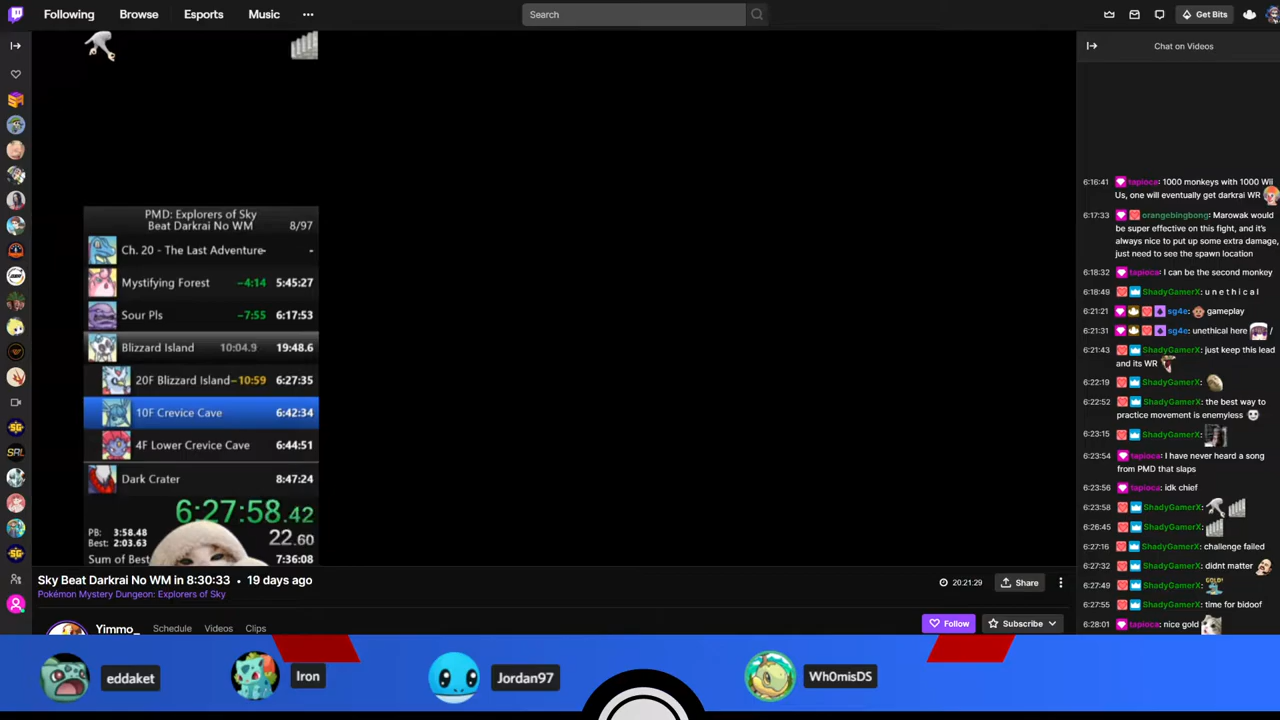 Following
Browse
Esports
Music
Search
Get Bits
Chat on Videos
PMD: Explorers of Sky
Beat Darkrai No WM 8/97
Ch. 20 - The Last Adventure- -
Mystifying Forest -4:14 5:45:27
Sour Pls -7:55 6:17:53
Blizzard Island 10:04.9 19:48.6
20F Blizzard Island-10:59 6:27:35
10F Crevice Cave 6:42:34
4F Lower Crevice Cave 6:44:51
Dark Crater 8:47:24
6:27:58.42
PB: 3:58.48
Best: 2:03.63
22.60
Sum of Best 7:36:08
6:16:41 tapioca: 1000 monkeys with 1000 Wii
Us, one will eventually get darkrai WR
6:17:33 orangebingbong: Marowak would
be super effective on this fight, and it's
always nice to put up some extra damage,
just need to see the spawn location
6:18:32 tapioca: I can be the second monkey
6:18:49 ShadyGamerX: u n e t h i c a l
6:21:21 sg4e: gameplay
6:21:31 sg4e: unethical here /
6:21:43 ShadyGamerX: just keep this lead
and its WR
6:22:19 ShadyGamerX:
6:22:52 ShadyGamerX: the best way to
practice movement is enemyless
6:23:15 ShadyGamerX:
6:23:54 tapioca: I have never heard a song
from PMD that slaps
6:23:56 tapioca: idk chief
6:23:58 ShadyGamerX:
6:26:45 ShadyGamerX:
6:27:16 ShadyGamerX: challenge failed
6:27:32 ShadyGamerX: didnt matter
6:27:49 ShadyGamerX: GOLD!
6:27:55 ShadyGamerX: time for bidoof
6:28:01 tapioca: nice gold
Sky Beat Darkrai No WM in 8:30:33 • 19 days ago
Pokémon Mystery Dungeon: Explorers of Sky
20:21:29
Share
Yimmo_
Schedule
Videos
Clips
Follow
Subscribe
eddaket
Iron
Jordan97
Wh0misDS